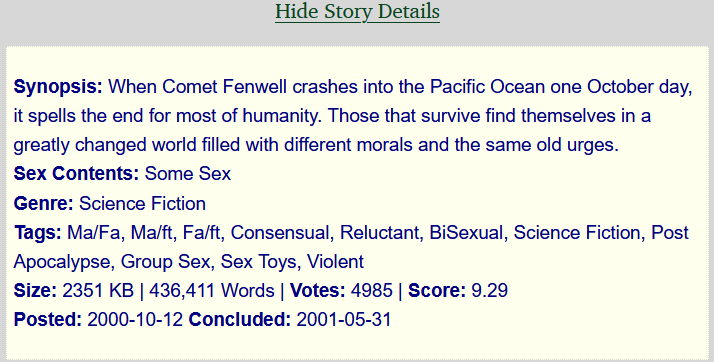 Hide Story Details
Synopsis: When Comet Fenwell crashes into the Pacific Ocean one October day,
it spells the end for most of humanity. Those that survive find themselves in a
greatly changed world filled with different morals and the same old urges.
Sex Contents: Some Sex
Genre: Science Fiction
Tags: Ma/Fa, Ma/ft, Fa/ft, Consensual, Reluctant, BiSexual, Science Fiction, Post
Apocalypse, Group Sex, Sex Toys, Violent
Size: 2351 KB | 436,411 Words | Votes: 4985 | Score: 9.29
Posted: 2000-10-12 Concluded: 2001-05-31